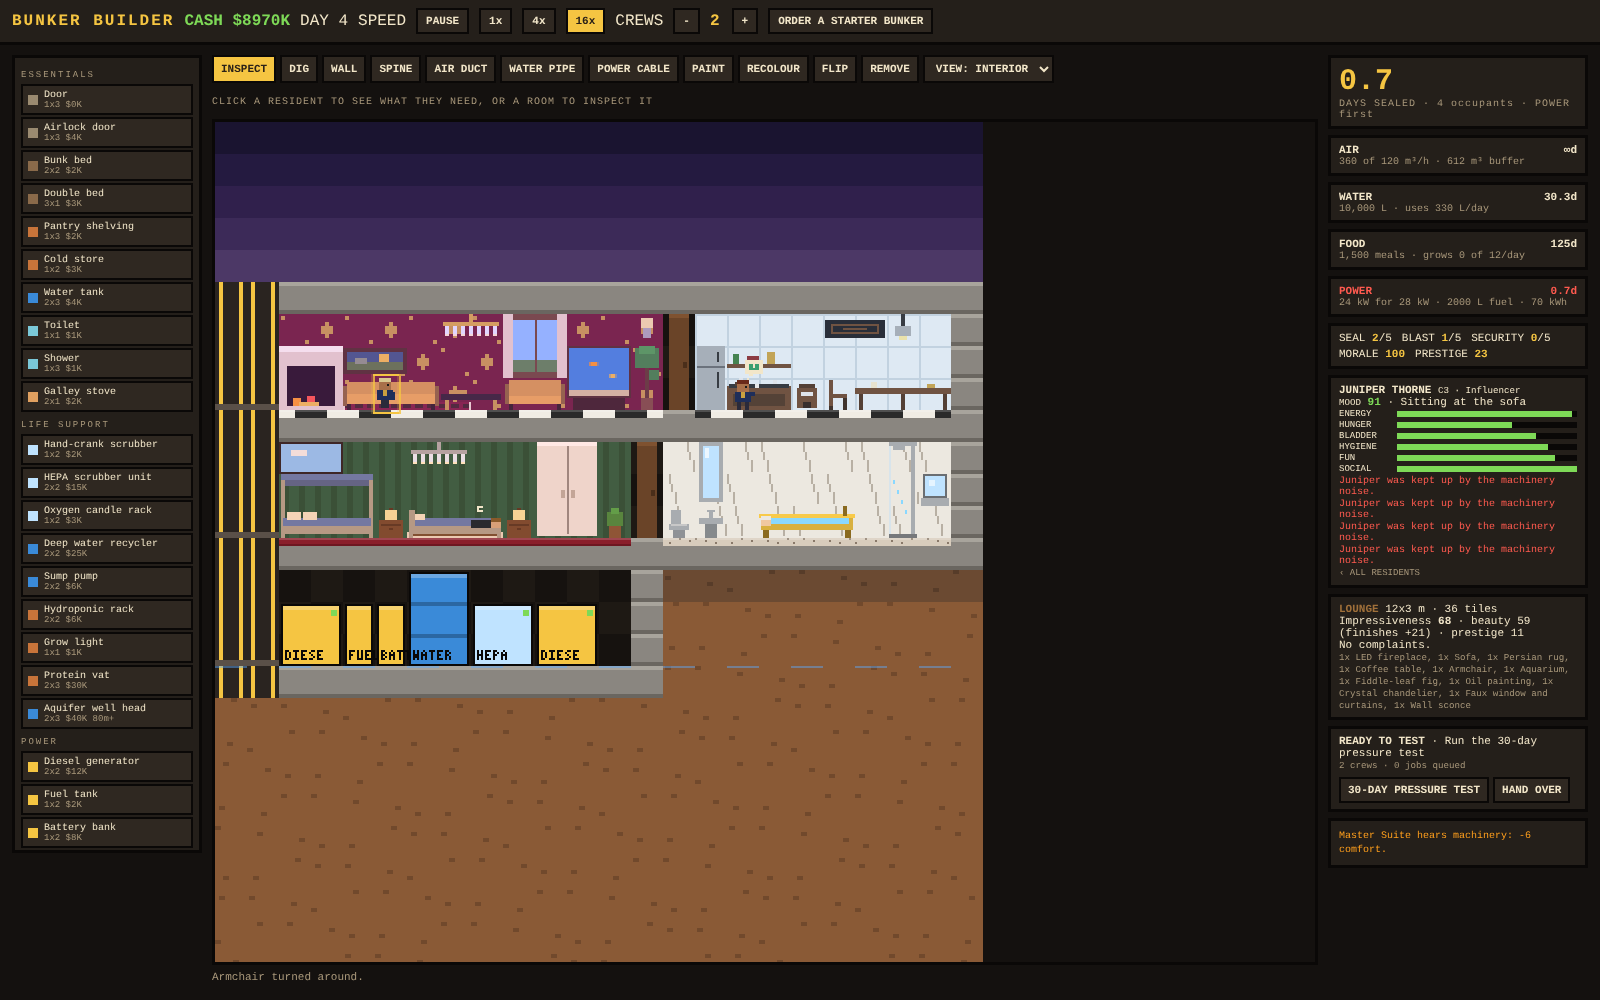 BUNKER BUILDER CASH $8970K DAY 4 SPEED PAUSE 1x 4x 16x CREWS - 2 + ORDER A STARTER BUNKER
INSPECT DIG WALL SPINE AIR DUCT WATER PIPE POWER CABLE PAINT RECOLOUR FLIP REMOVE VIEW: INTERIOR
CLICK A RESIDENT TO SEE WHAT THEY NEED, OR A ROOM TO INSPECT IT
ESSENTIALS
Door
1x3 $0K
Airlock door
1x3 $4K
Bunk bed
2x2 $2K
Double bed
3x1 $3K
Pantry shelving
1x3 $2K
Cold store
1x2 $3K
Water tank
2x3 $4K
Toilet
1x1 $1K
Shower
1x3 $1K
Galley stove
2x1 $2K
LIFE SUPPORT
Hand-crank scrubber
1x2 $2K
HEPA scrubber unit
2x2 $15K
Oxygen candle rack
1x2 $3K
Deep water recycler
2x2 $25K
Sump pump
2x2 $6K
Hydroponic rack
2x2 $6K
Grow light
1x1 $1K
Protein vat
2x3 $30K
Aquifer well head
2x3 $40K 80m+
POWER
Diesel generator
2x2 $12K
Fuel tank
1x2 $2K
Battery bank
1x2 $8K
DIESE FUE BAT WATER HEPA DIESE
Armchair turned around.
0.7
DAYS SEALED · 4 occupants · POWER
first
AIR ∞d
360 of 120 m³/h · 612 m³ buffer
WATER 30.3d
10,000 L · uses 330 L/day
FOOD 125d
1,500 meals · grows 0 of 12/day
POWER 0.7d
24 kW for 28 kW · 2000 L fuel · 70 kWh
SEAL 2/5 BLAST 1/5 SECURITY 0/5
MORALE 100 PRESTIGE 23
JUNIPER THORNE C3 · Influencer
MOOD 91 · Sitting at the sofa
ENERGY
HUNGER
BLADDER
HYGIENE
FUN
SOCIAL
Juniper was kept up by the machinery
noise.
Juniper was kept up by the machinery
noise.
Juniper was kept up by the machinery
noise.
Juniper was kept up by the machinery
noise.
‹ ALL RESIDENTS
LOUNGE 12x3 m · 36 tiles
Impressiveness 68 · beauty 59
(finishes +21) · prestige 11
No complaints.
1x LED fireplace, 1x Sofa, 1x Persian rug,
1x Coffee table, 1x Armchair, 1x Aquarium,
1x Fiddle-leaf fig, 1x Oil painting, 1x
Crystal chandelier, 1x Faux window and
curtains, 1x Wall sconce
READY TO TEST · Run the 30-day
pressure test
2 crews · 0 jobs queued
30-DAY PRESSURE TEST HAND OVER
Master Suite hears machinery: -6
comfort.